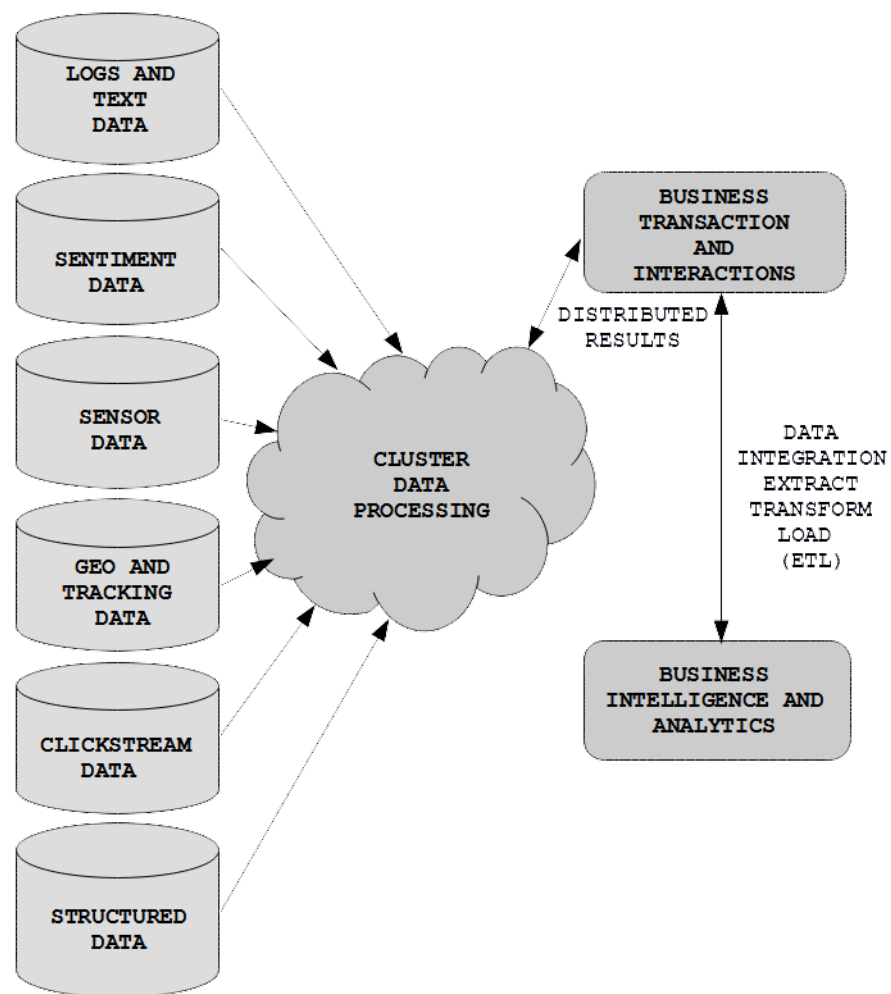 LOGS AND
TEXT
DATA
SENTIMENT
DATA
SENSOR
DATA
GEO AND
TRACKING
DATA
CLICKSTREAM
DATA
STRUCTURED
DATA
CLUSTER
DATA
PROCESSING
BUSINESS
TRANSACTION
AND
INTERACTIONS
DISTRIBUTED
RESULTS
DATA
INTEGRATION
EXTRACT
TRANSFORM
LOAD
(ETL)
BUSINESS
INTELLIGENCE AND
ANALYTICS